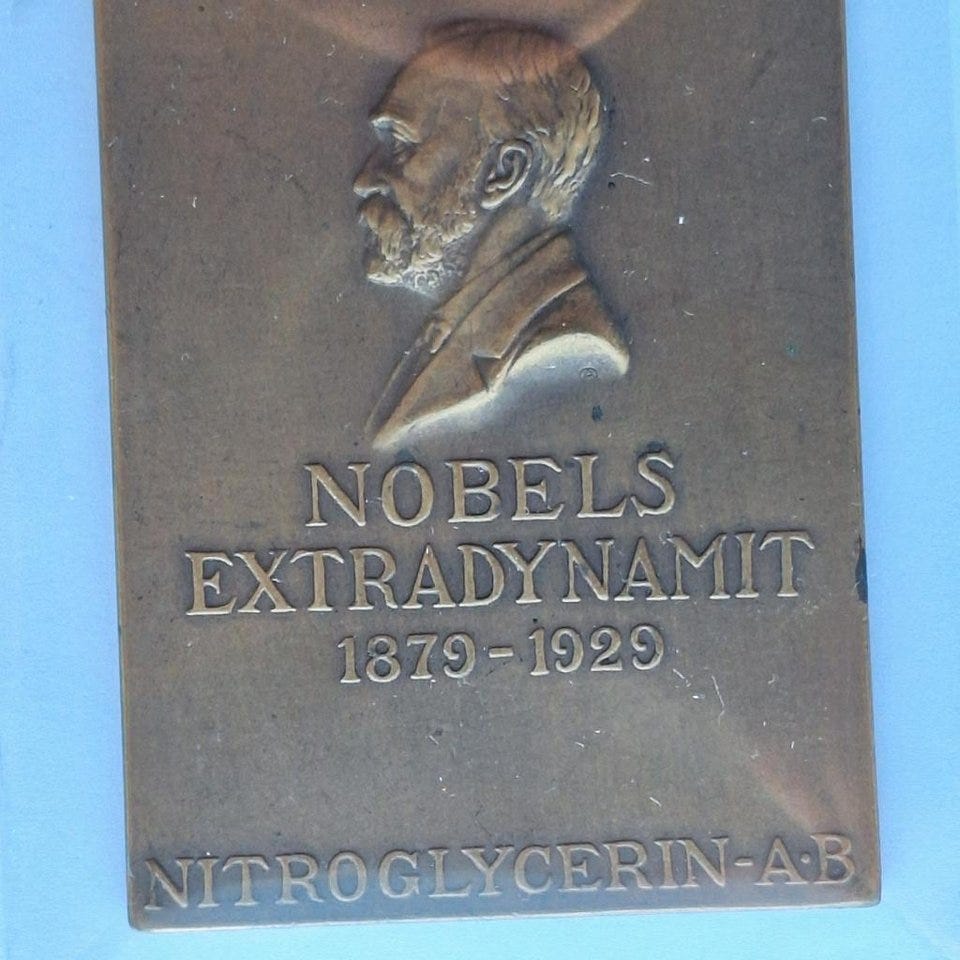 NOBELS
EXTRADYNAMIT
1879-1929
NITROGLYCERIN-A·B